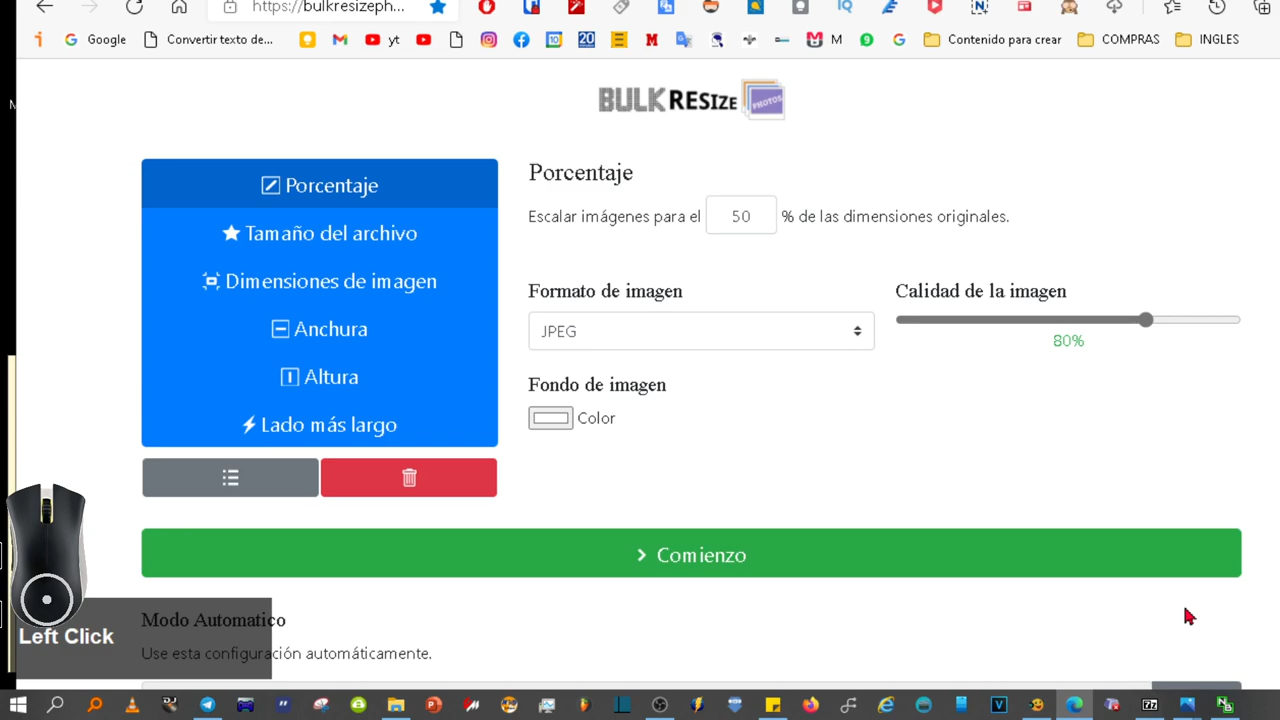 https://bulkresizeph...
Google
Convertir texto de...
yt
M
Contenido para crear
COMPRAS
INGLES
BULK RESIZE PHOTOS
Porcentaje
Tamaño del archivo
Dimensiones de imagen
Anchura
Altura
Lado más largo
Porcentaje
Escalar imágenes para el 50 % de las dimensiones originales.
Formato de imagen
JPEG
Calidad de la imagen
80%
Fondo de imagen
Color
Comienzo
Modo Automatico
Use esta configuración automáticamente.
Left Click